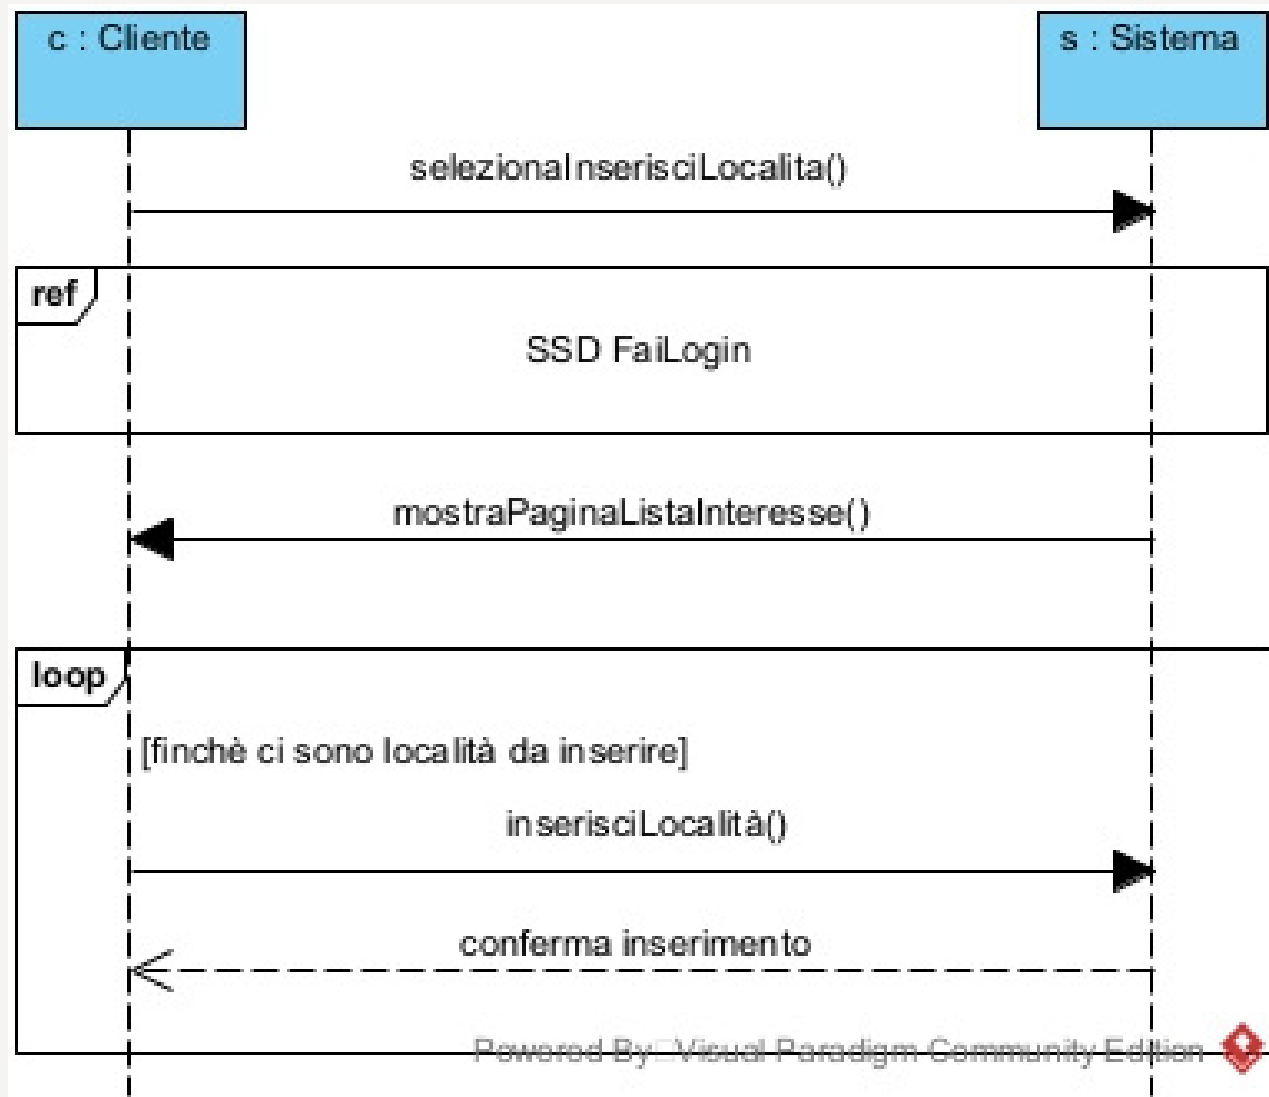 c : Cliente
s : Sistema
selezionaInserisciLocalita()
ref
SSD FaiLogin
mostraPaginaListaInteresse()
loop
[finchè ci sono località da inserire]
inserisciLocalità()
conferma inserimento
Powered By Visual Paradigm Community Edition